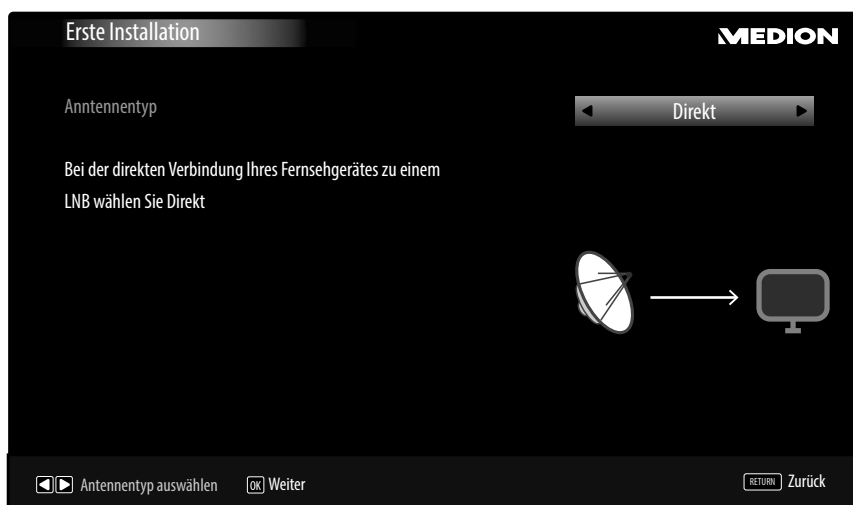 Erste Installation
MEDION
Anntennentyp
Direkt
Bei der direkten Verbindung Ihres Fernsehgerätes zu einem
LNB wählen Sie Direkt
Antennentyp auswählen
OK Weiter
RETURN Zurück